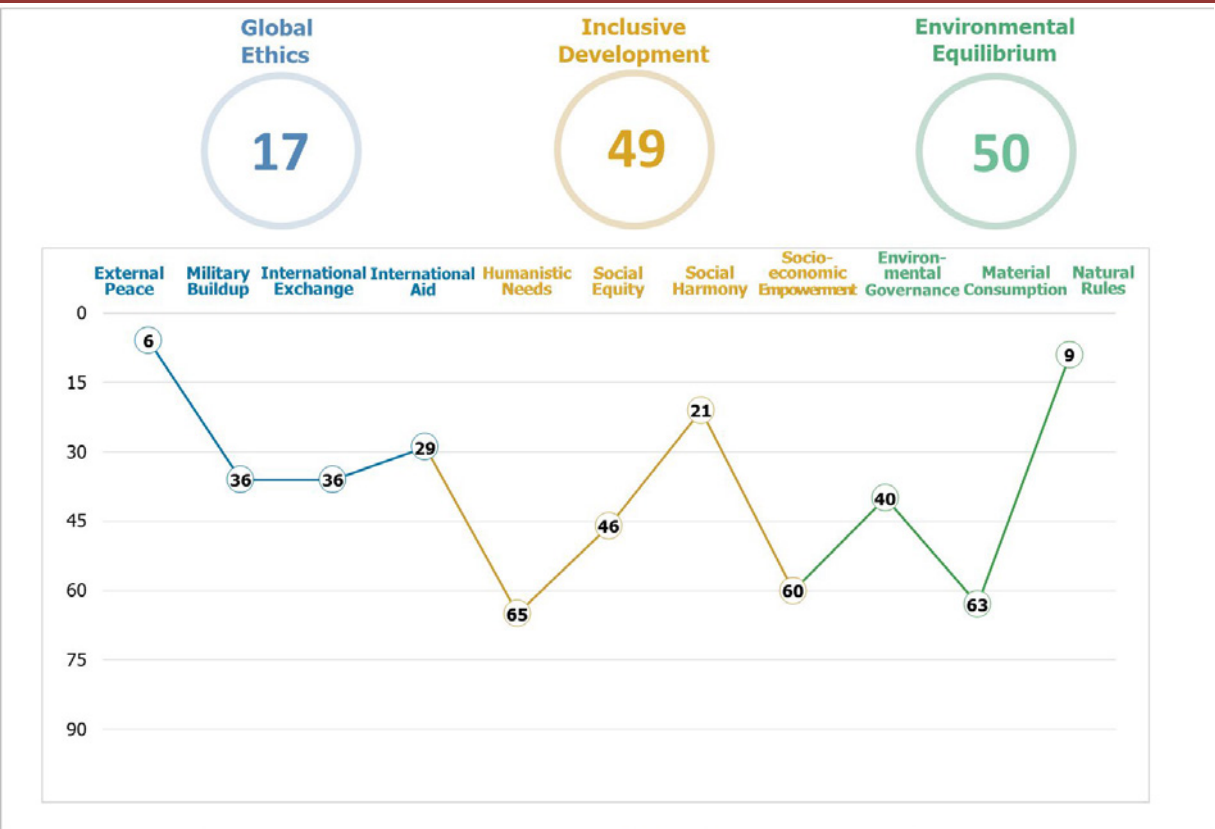 Global
Ethics
17
Inclusive
Development
49
Environmental
Equilibrium
50
External
Peace
Military
Buildup
International
Exchange
International
Aid
Humanistic
Needs
Social
Equity
Social
Harmony
Socio-
economic
Empowerment
Environ-
mental
Governance
Material
Consumption
Natural
Rules
0
15
30
45
60
75
90
6
36
36
29
65
46
21
60
40
63
9